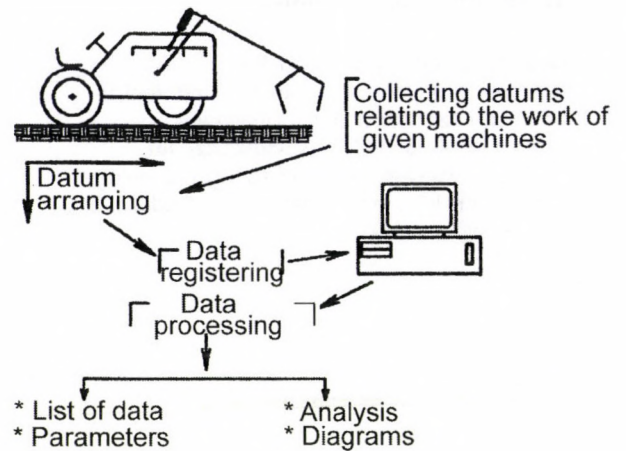 Collecting datums
relating to the work of
given machines
Datum
arranging
Data
registering
Data
processing
* List of data
* Parameters
* Analysis
* Diagrams